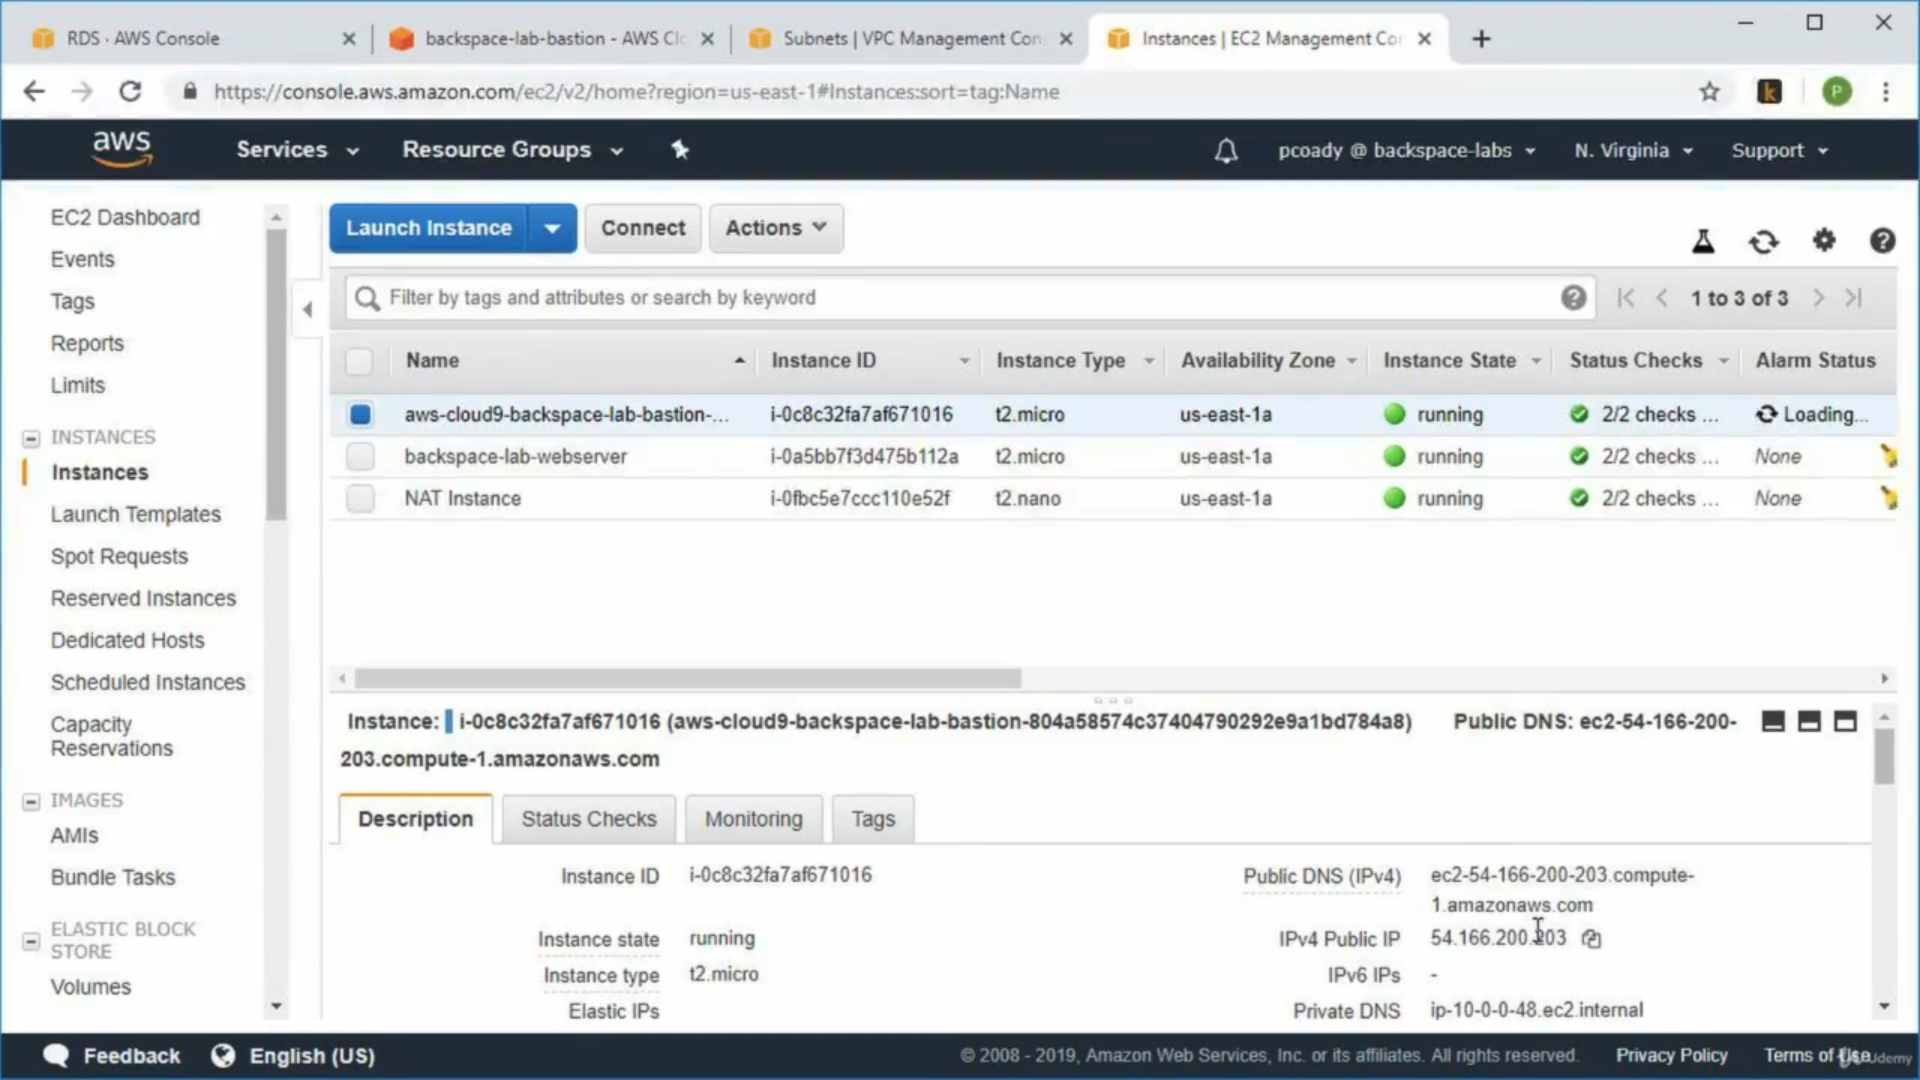 RDS · AWS Console
backspace-lab-bastion - AWS Clo
Subnets | VPC Management Con
Instances | EC2 Management Con
https://console.aws.amazon.com/ec2/v2/home?region=us-east-1#Instances:sort=tag:Name
k
P
aws
Services
Resource Groups
pcoady @ backspace-labs
N. Virginia
Support
EC2 Dashboard
Events
Tags
Reports
Limits
INSTANCES
Instances
Launch Templates
Spot Requests
Reserved Instances
Dedicated Hosts
Scheduled Instances
Capacity
Reservations
IMAGES
AMIs
Bundle Tasks
ELASTIC BLOCK
STORE
Volumes
Launch Instance
Connect
Actions
Filter by tags and attributes or search by keyword
1 to 3 of 3
Name Instance ID Instance Type Availability Zone Instance State Status Checks Alarm Status
aws-cloud9-backspace-lab-bastion-... i-0c8c32fa7af671016 t2.micro us-east-1a running 2/2 checks ... Loading...
backspace-lab-webserver i-0a5bb7f3d475b112a t2.micro us-east-1a running 2/2 checks ... None
NAT Instance i-0fbc5e7ccc110e52f t2.nano us-east-1a running 2/2 checks ... None
Instance: i-0c8c32fa7af671016 (aws-cloud9-backspace-lab-bastion-804a58574c37404790292e9a1bd784a8) Public DNS: ec2-54-166-200-
203.compute-1.amazonaws.com
Description
Status Checks
Monitoring
Tags
Instance ID i-0c8c32fa7af671016
Instance state running
Instance type t2.micro
Elastic IPs
Public DNS (IPv4) ec2-54-166-200-203.compute-
1.amazonaws.com
IPv4 Public IP 54.166.200.203
IPv6 IPs -
Private DNS ip-10-0-0-48.ec2.internal
Feedback
English (US)
© 2008 - 2019, Amazon Web Services, Inc. or its affiliates. All rights reserved.
Privacy Policy
Terms of Use
Udemy